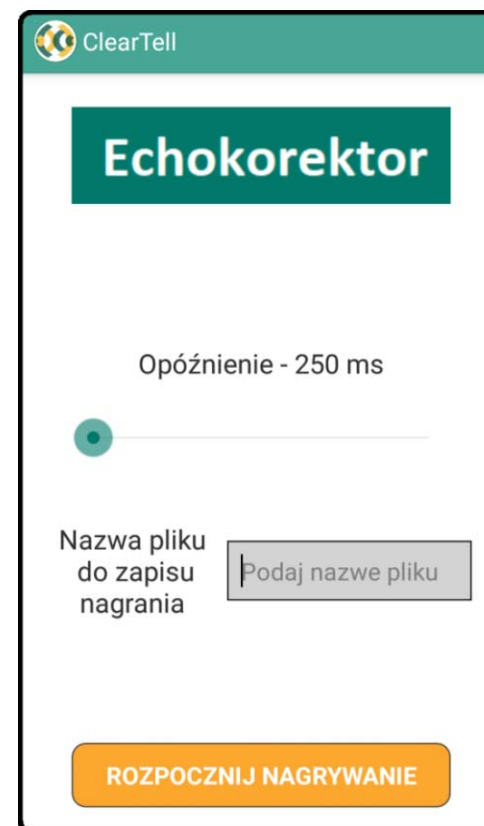 ClearTell
Echokorektor
Opóźnienie - 250 ms
Nazwa pliku
do zapisu
nagrania
Podaj nazwe pliku
ROZPOCZNIJ NAGRYWANIE